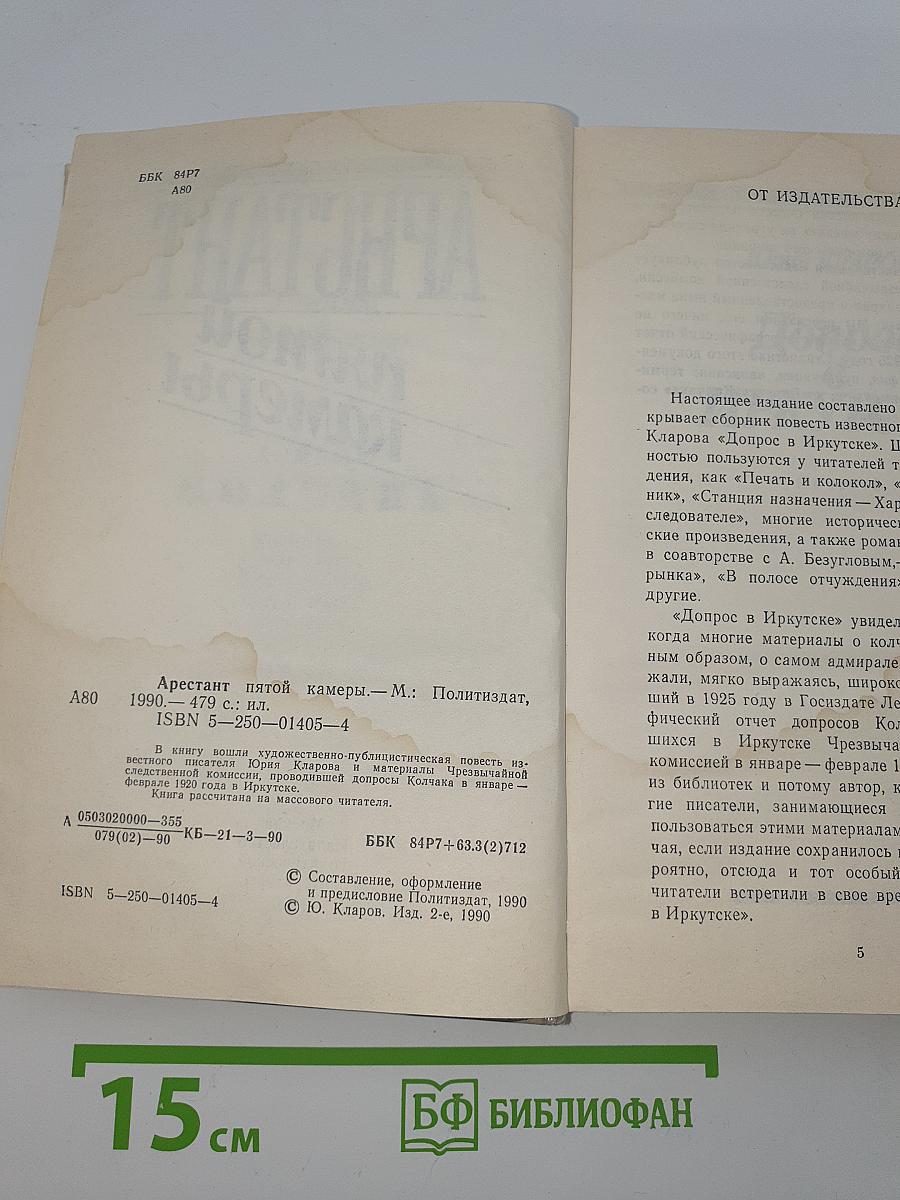 ББК 84Р7
А80
Арестант пятой камеры.— М.: Политиздат,
А80 1990.— 479 с.: ил.
ISBN 5—250—01405—4
В книгу вошли художественно-публицистическая повесть из-
вестного писателя Юрия Кларова и материалы Чрезвычайной
следственной комиссии, проводившей допросы Колчака в январе —
феврале 1920 года в Иркутске.
Книга рассчитана на массового читателя.
А 0503020000—355
079(02)—90 КБ—21—3—90
ББК 84Р7+63.3(2)712
ISBN 5—250—01405—4
© Составление, оформление
и предисловие Политиздат, 1990
© Ю. Кларов. Изд. 2-е, 1990
ОТ ИЗДАТЕЛЬСТВА
Настоящее издание составлено
крывает сборник повесть известног
Кларова «Допрос в Иркутске». Ш
ностью пользуются у читателей т
дения, как «Печать и колокол», «
ник», «Станция назначения — Хар
следователе», многие историчес
ские произведения, а также рома
в соавторстве с А. Безугловым,
рынка», «В полосе отчуждения»
другие.
«Допрос в Иркутске» увидел
когда многие материалы о колч
ным образом, о самом адмирале
жали, мягко выражаясь, широко
ший в 1925 году в Госиздате Ле
фический отчет допросов Кол
шихся в Иркутске Чрезвыча
комиссией в январе — феврале 1
из библиотек и потому автор, к
гие писатели, занимающиеся
пользоваться этими материалам
чая, если издание сохранилось
роятно, отсюда и тот особый
читатели встретили в свое вре
в Иркутске».
5
15 см
БФ БИБЛИОФАН